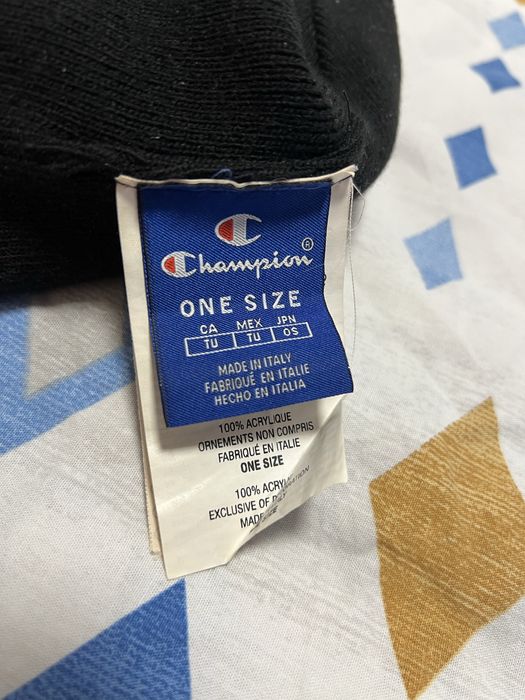 Champion®
ONE SIZE
CA MEX JPN
TU TU OS
MADE IN ITALY
FABRIQUÉ EN ITALIE
HECHO EN ITALIA
100% ACRYLIQUE
ORNEMENTS NON COMPRIS
FABRIQUÉ EN ITALIE
ONE SIZE
100%
EXCLUSIVE OF